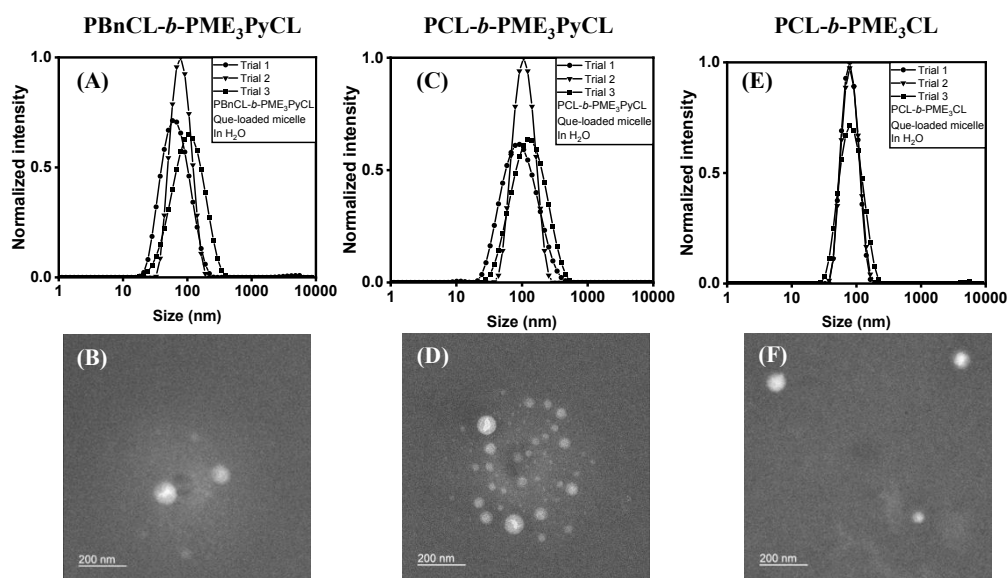 PBnCL-b-PME₃PyCL
PCL-b-PME₃PyCL
PCL-b-PME₃CL
(A)
Normalized intensity
1.0
0.5
0.0
1
10
100
1000
10000
Size (nm)
Trial 1
Trial 2
Trial 3
PBnCL-b-PME₃PyCL
Que-loaded micelle
In H₂O
(C)
Normalized intensity
1.0
0.5
0.0
1
10
100
1000
10000
Size (nm)
Trial 1
Trial 2
Trial 3
PCL-b-PME₃PyCL
Que-loaded micelle
In H₂O
(E)
Normalized intensity
1.0
0.5
0.0
1
10
100
1000
10000
Size (nm)
Trial 1
Trial 2
Trial 3
PCL-b-PME₃CL
Que-loaded micelle
In H₂O
(B)
200 nm
(D)
200 nm
(F)
200 nm